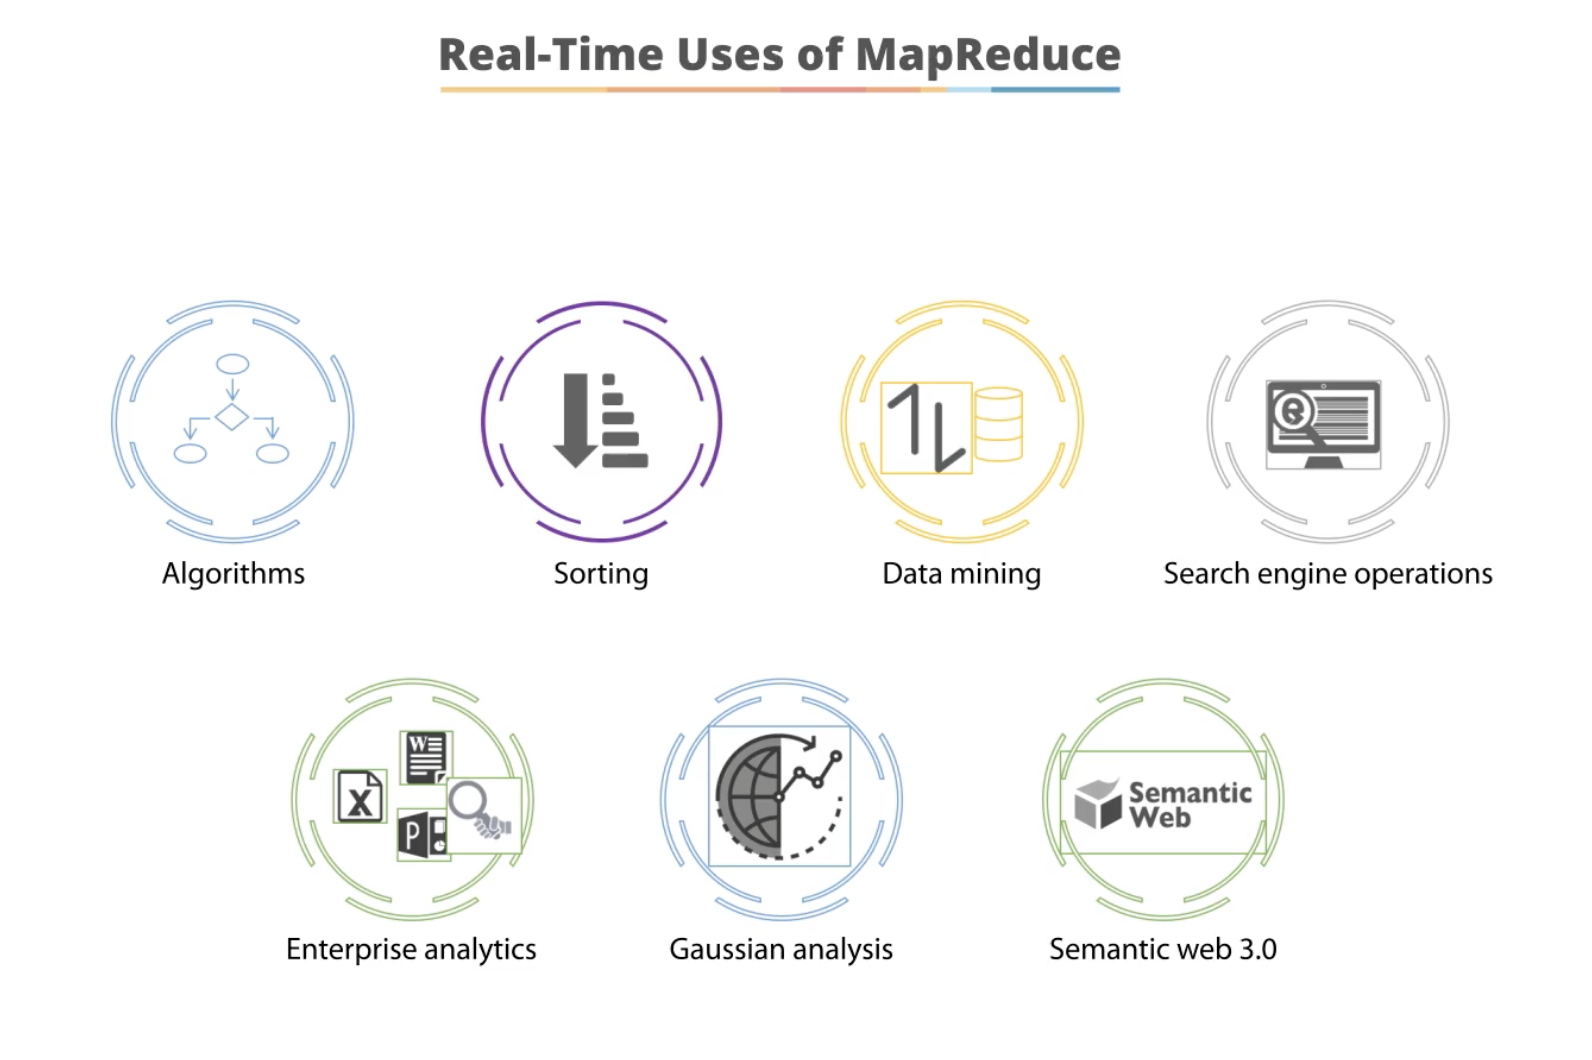 Real-Time Uses of MapReduce
Algorithms
Sorting
Data mining
Search engine operations
W
X
P
Semantic
Web
Enterprise analytics
Gaussian analysis
Semantic web 3.0